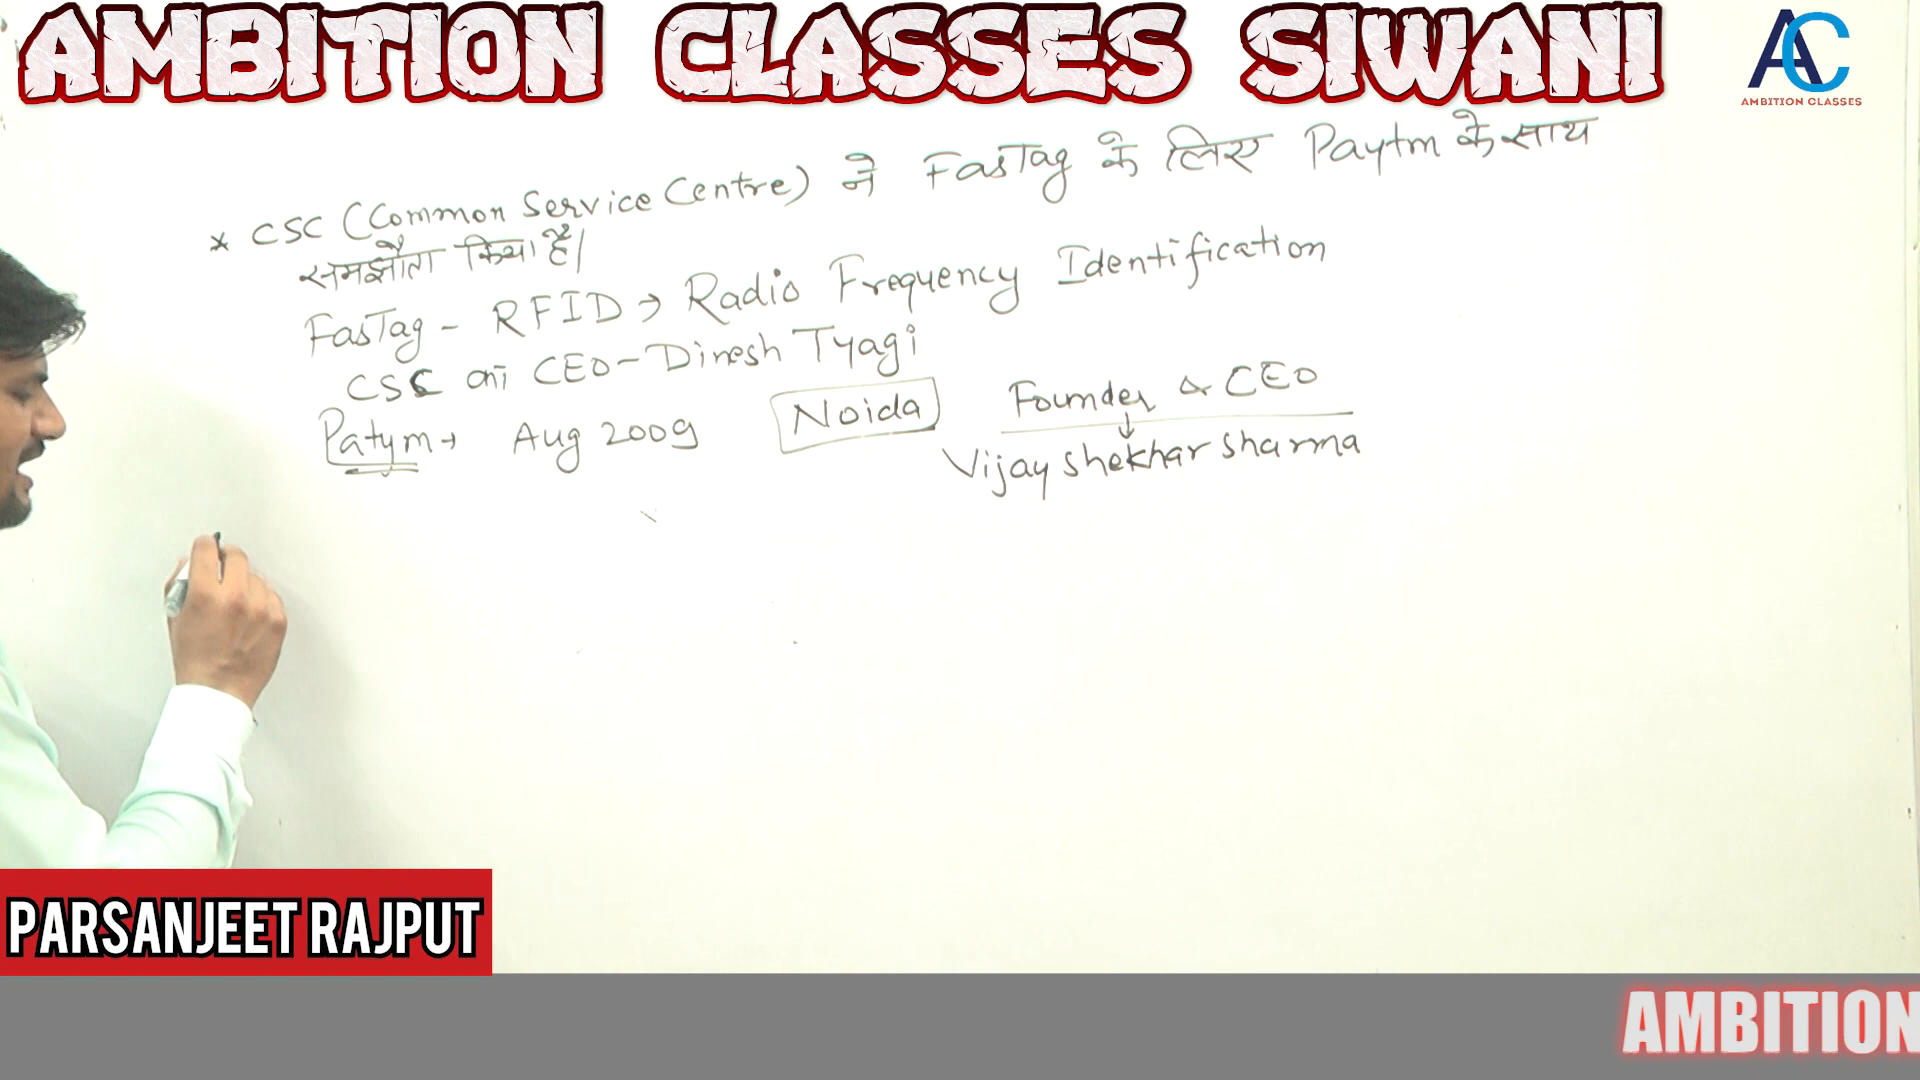 AMBITION CLASSES SIWANI
AC
AMBITION CLASSES
* CSC (Common Service Centre) ने FasTag के लिए Paytm के साथ
समझौता किया है।
FasTag - RFID → Radio Frequency Identification
CSC का CEO - Dinesh Tyagi
Patym → Aug 2009 Noida Founder & CEO
↓
Vijay Shekhar Sharma
PARSANJEET RAJPUT
AMBITION